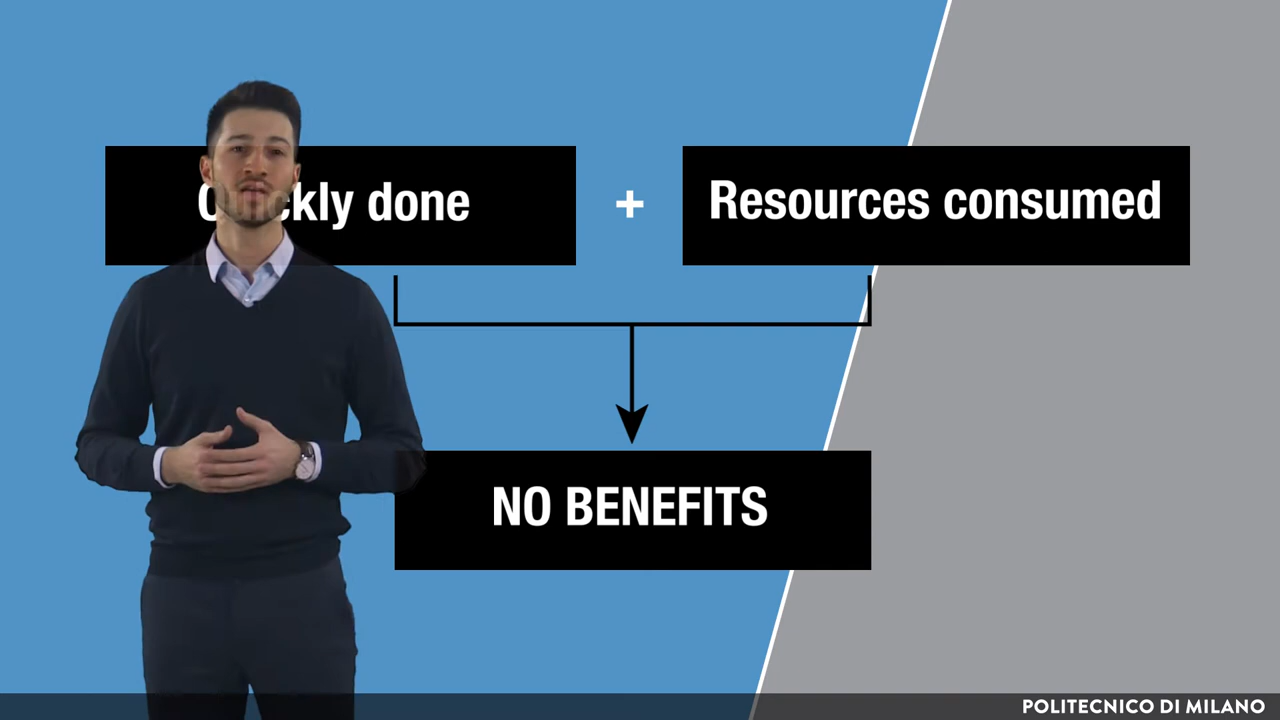 done
+
Resources consumed
NO BENEFITS
POLITECNICO DI MILANO